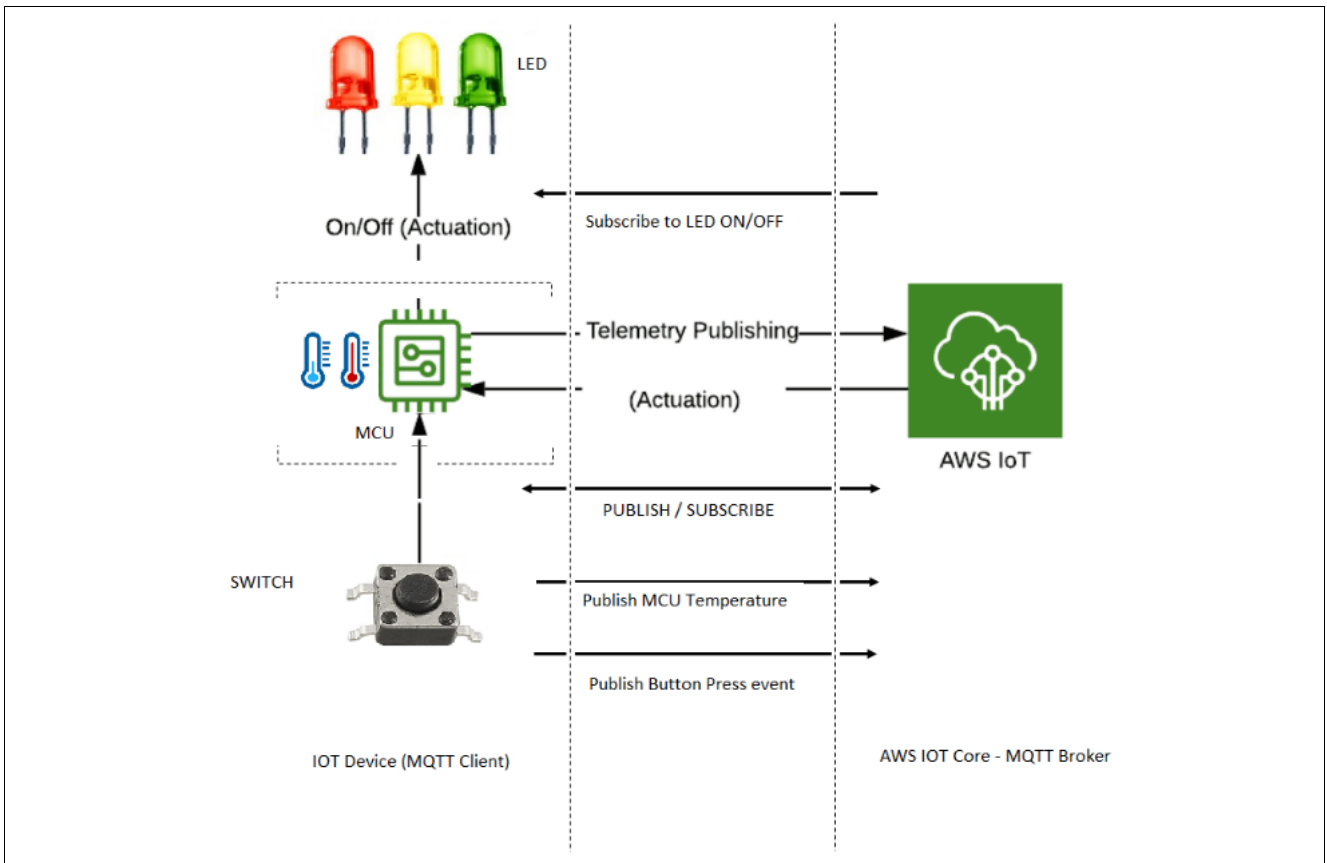 LED
Subscribe to LED ON/OFF
On/Off (Actuation)
Telemetry Publishing
(Actuation)
MCU
AWS IoT
PUBLISH / SUBSCRIBE
SWITCH
Publish MCU Temperature
Publish Button Press event
IOT Device (MQTT Client)
AWS IOT Core - MQTT Broker